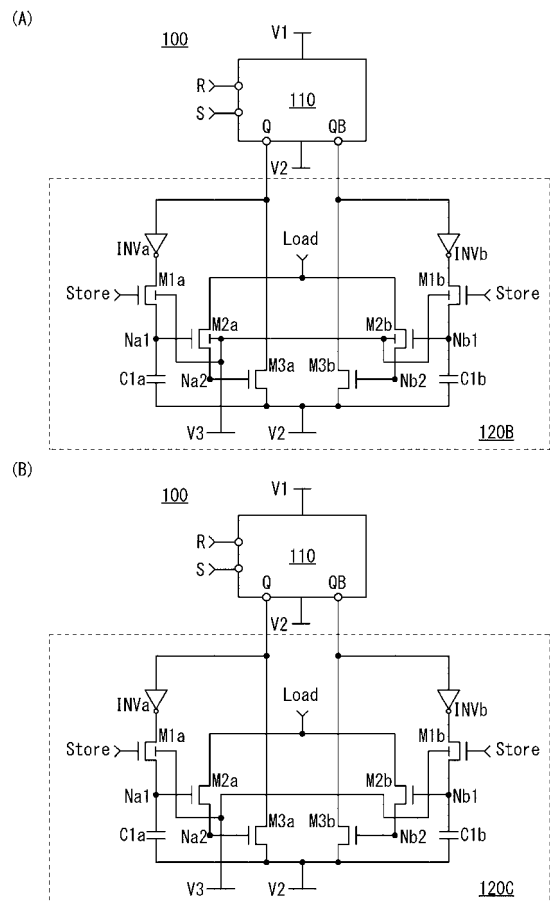 (A)
100
V1
R
S
110
Q
QB
V2
INVa
Load
INVb
Store
M1a
M1b
Store
Na1
M2a
M2b
Nb1
C1a
Na2
M3a
M3b
Nb2
C1b
V3
V2
120B
(B)
100
V1
R
S
110
Q
QB
V2
INVa
Load
INVb
Store
M1a
M1b
Store
Na1
M2a
M2b
Nb1
C1a
Na2
M3a
M3b
Nb2
C1b
V3
V2
120C